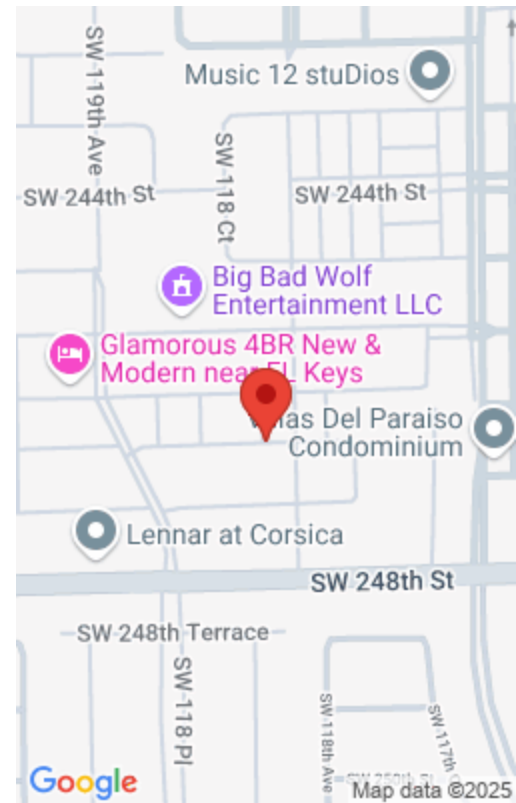 SW 119th Ave
Music 12 stuDios
SW 118 Ct
SW 244th St
SW 244th St
Big Bad Wolf
Entertainment LLC
Glamorous 4BR New &
Modern near FL Keys
Del Paraiso
Condominium
Lennar at Corsica
SW 248th St
SW 248th Terrace
SW 118 Pl
SW 118th Ave
SW 117th
Google
Map data ©2025